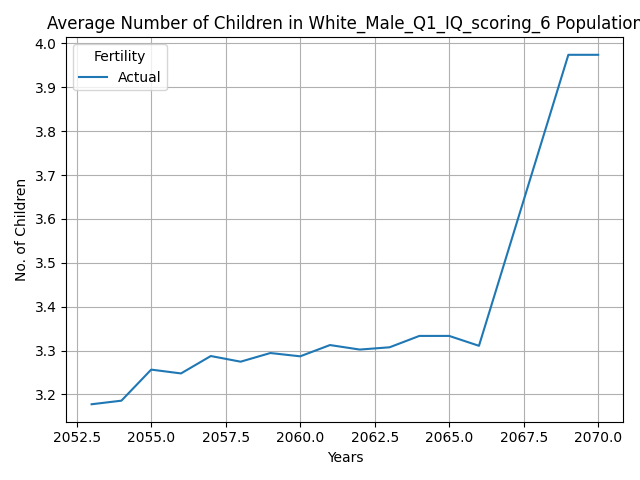 Average Number of Children in White_Male_Q1_IQ_scoring_6 Population
Fertility
Actual
4.0
3.9
3.8
3.7
3.6
3.5
3.4
3.3
3.2
No. of Children
2052.5 2055.0 2057.5 2060.0 2062.5 2065.0 2067.5 2070.0
Years